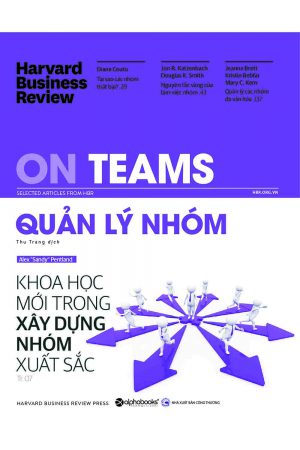 Harvard
Business
Review
Diane Coutu
Tại sao các nhóm
thất bại? 29
Jon R. Katzenbach
Douglas K. Smith
Nguyên tắc vàng của
làm việc nhóm 43
Jeanne Brett
Kristin Behfar
Mary C. Kern
Quản lý các nhóm
đa văn hóa 137
ON TEAMS
SELECTED ARTICLES FROM HBR
HBR.ORG.VN
QUẢN LÝ NHÓM
Thu Trang dịch
Alex "Sandy" Pentland
KHOA HỌC
MỚI TRONG
XÂY DỰNG
NHÓM
XUẤT SẮC
Tr. 07
HARVARD BUSINESS REVIEW PRESS
alphabooks
NHÀ XUẤT BẢN CÔNG THƯƠNG